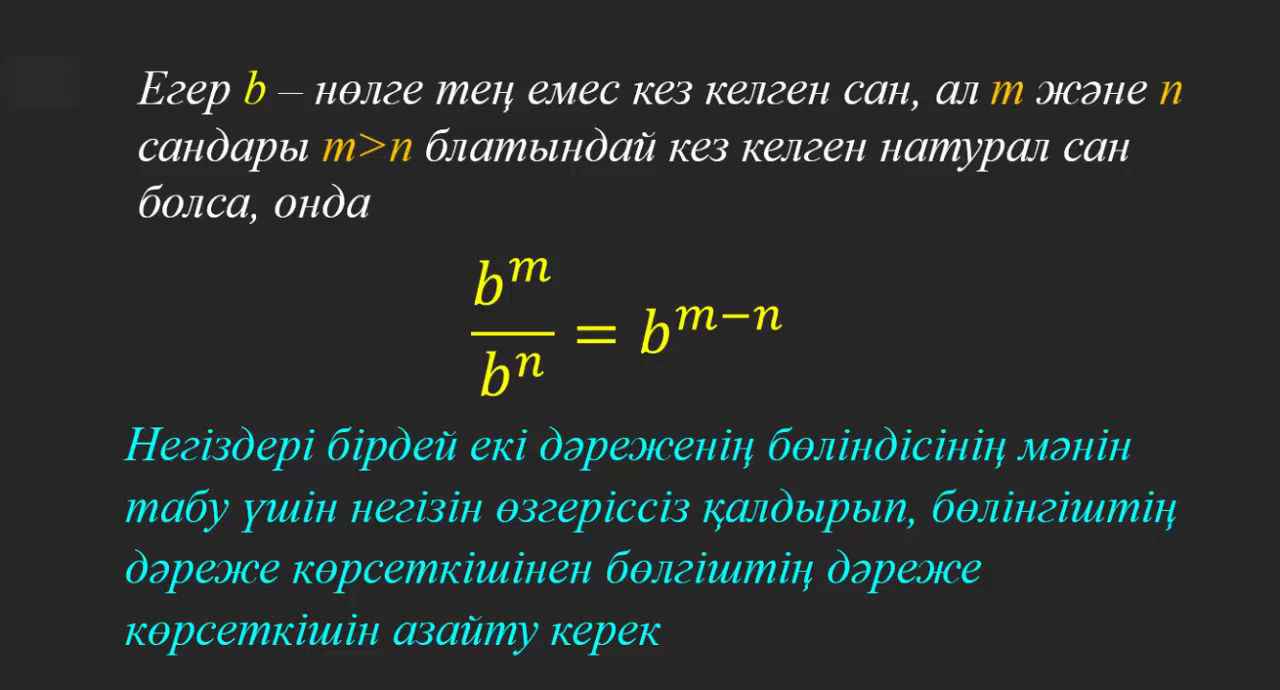 Егер b – нөлге тең емес кез келген сан, ал m және n
сандары m>n блатындай кез келген натурал сан
болса, онда
b^m / b^n = b^{m−n}
Негіздері бірдей екі дәреженің бөліндісінің мәнін
табу үшін негізін өзгеріссіз қалдырып, бөлінгіштің
дәреже көрсеткішінен бөлгіштің дәреже
көрсеткішін азайту керек